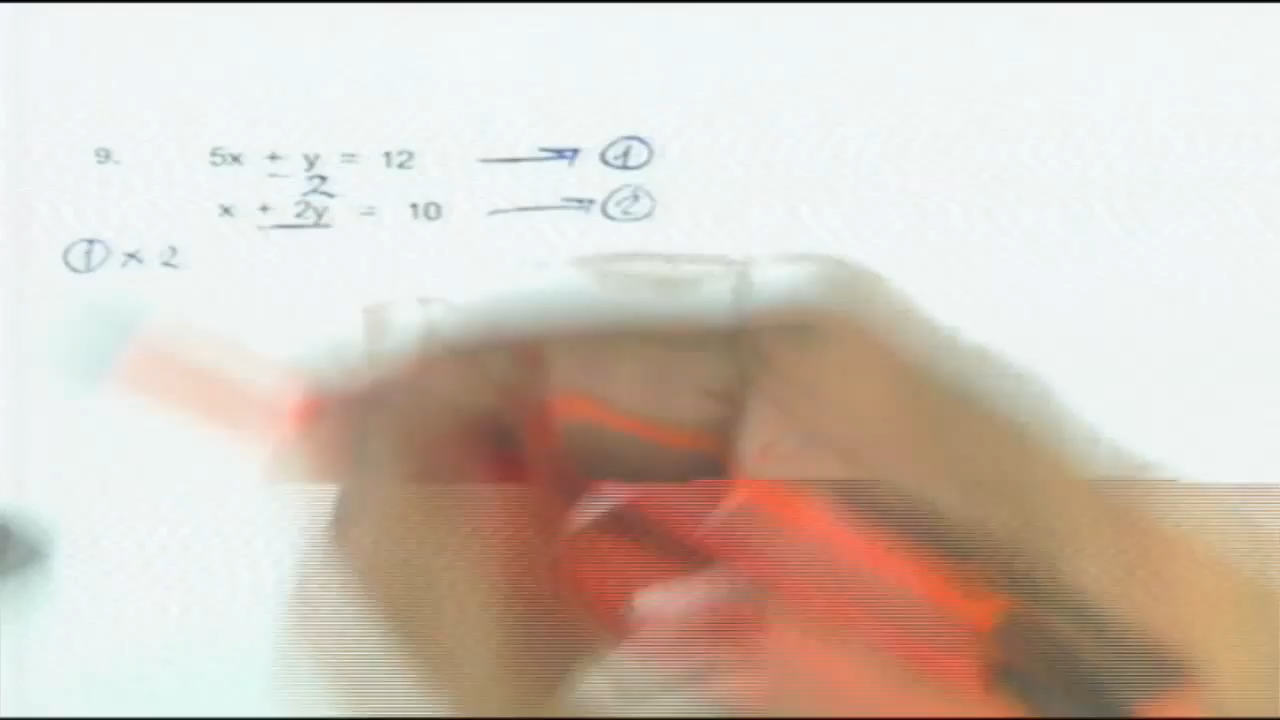 9. 5x + y = 12 → ①
2
x + 2y = 10 → ②
① × 2